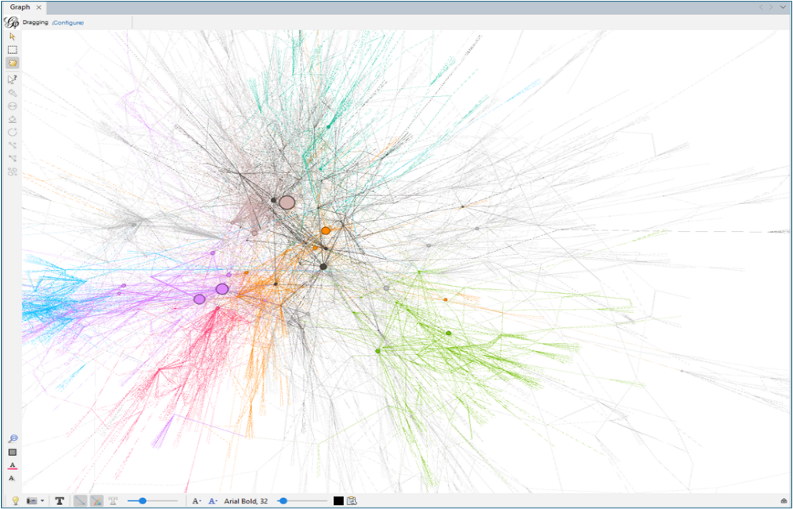 Graph
Dragging (Configure)
T
A- A- Arial Bold, 32
A
A